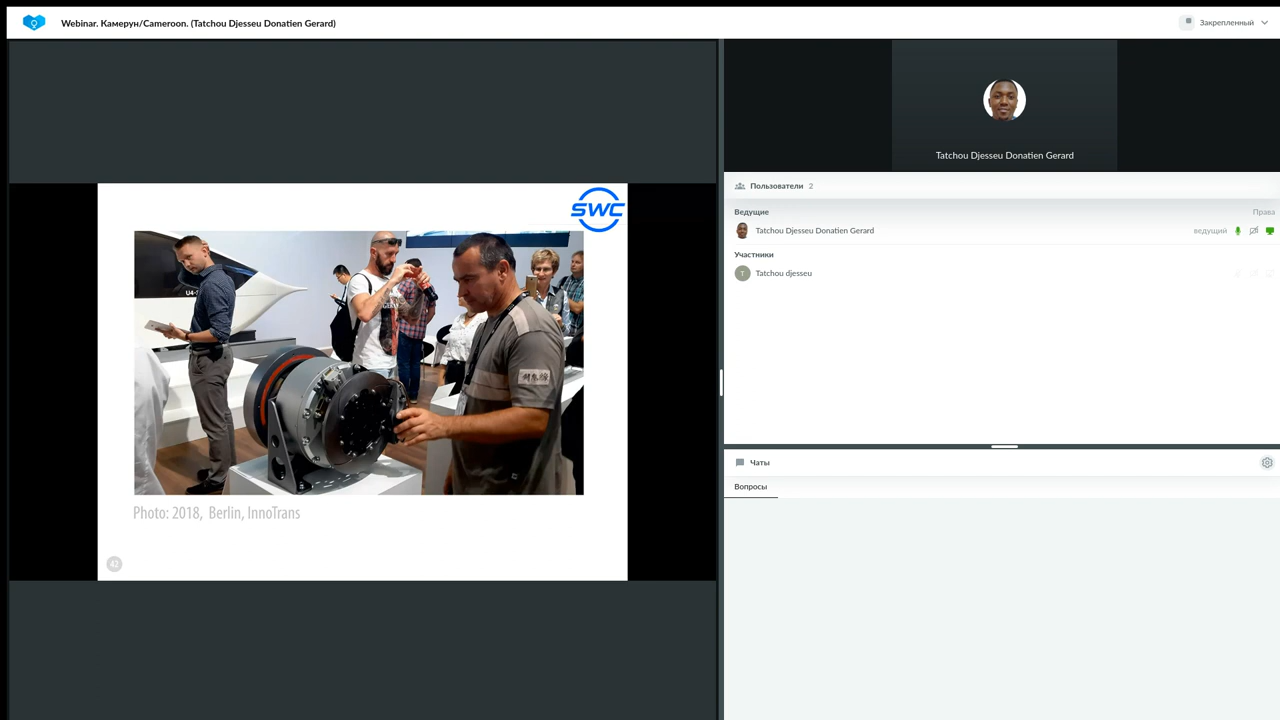 Webinar. Камерун/Cameroon. (Tatchou Djesseu Donatien Gerard)
Закрепленный
SWC
U4-
Photo: 2018, Berlin, InnoTrans
42
Tatchou Djesseu Donatien Gerard
Пользователи 2
Ведущие Права
Tatchou Djesseu Donatien Gerard ведущий
Участники
T Tatchou djesseu
Чаты
Вопросы